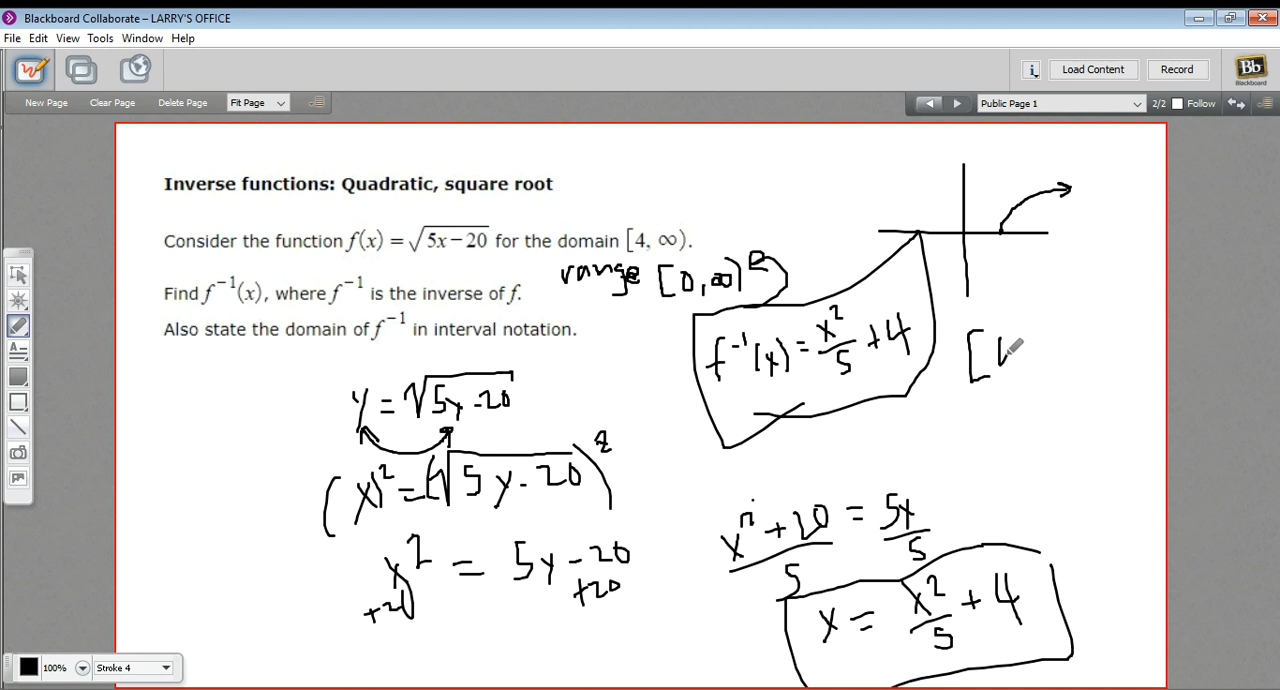 Blackboard Collaborate – LARRY'S OFFICE
File Edit View Tools Window Help
Load Content Record Bb Blackboard
New Page Clear Page Delete Page Fit Page Public Page 1 2/2 Follow
Inverse functions: Quadratic, square root
Consider the function f(x) = √5x−20 for the domain [4, ∞).
range [0, ∞)
Find f⁻¹(x), where f⁻¹ is the inverse of f.
Also state the domain of f⁻¹ in interval notation.
f⁻¹(x) = x²/5 + 4
[
y = √5x-20
(x)² = (√5y-20)²
x² = 5y-20
+20 +20
x²+20/5 = 5y/5
y = x²/5 + 4
100% Stroke 4